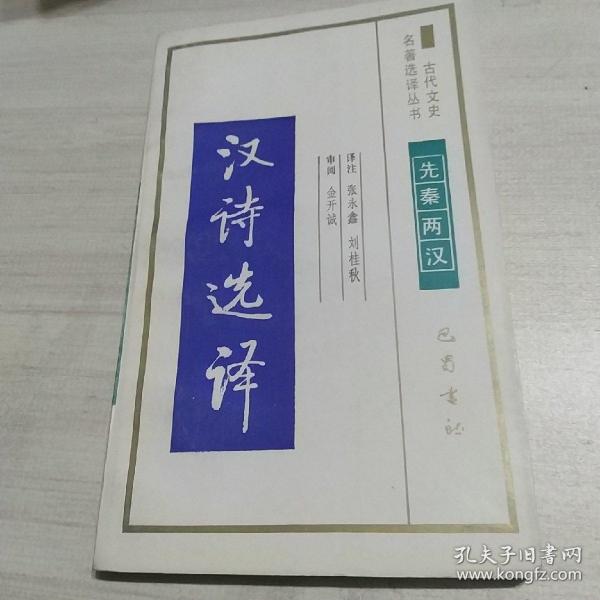 古代文史
名著选译丛书
先秦两汉
译注 张永鑫 刘桂秋
审阅 金开诚
汉诗选译
巴蜀书社
孔夫子旧书网
www.kongfz.com